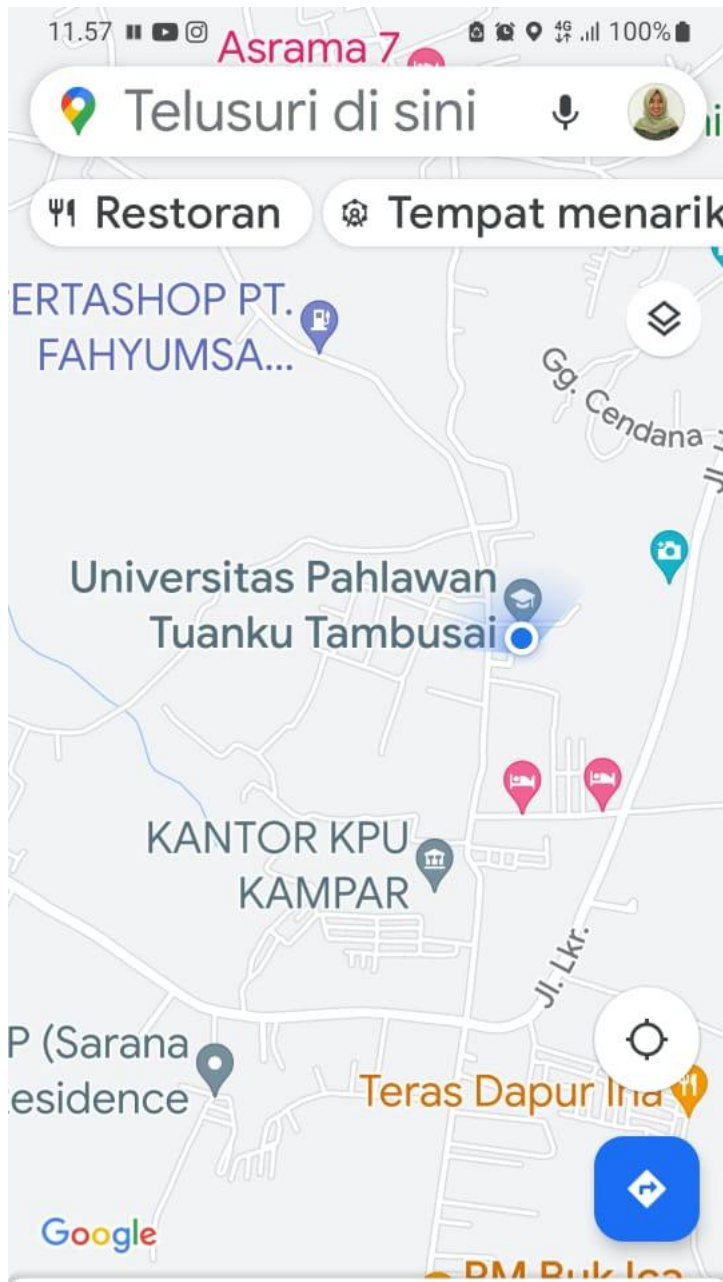 11.57
4G
100%
Asrama 7
Telusuri di sini
Restoran
Tempat menarik
ERTASHOP PT.
FAHYUMSA...
Gg. Cendana
Universitas Pahlawan
Tuanku Tambusai
KANTOR KPU
KAMPAR
Jl. Lkr.
P (Sarana
esidence
Teras Dapur Ina
Google